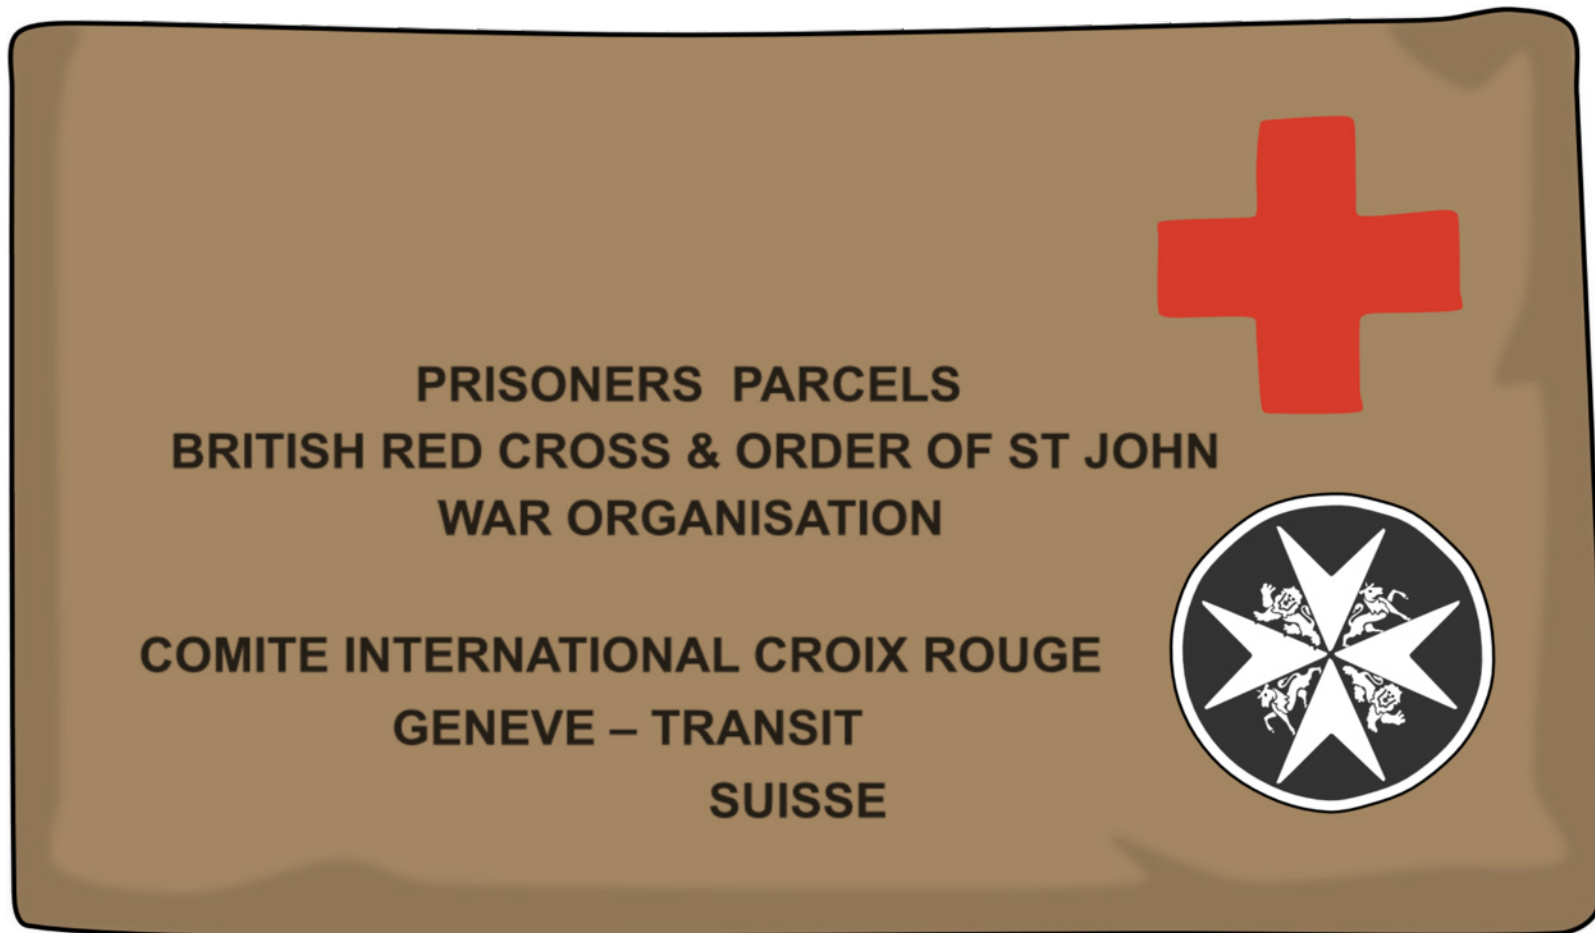 PRISONERS PARCELS
BRITISH RED CROSS & ORDER OF ST JOHN
WAR ORGANISATION
COMITE INTERNATIONAL CROIX ROUGE
GENEVE – TRANSIT
SUISSE